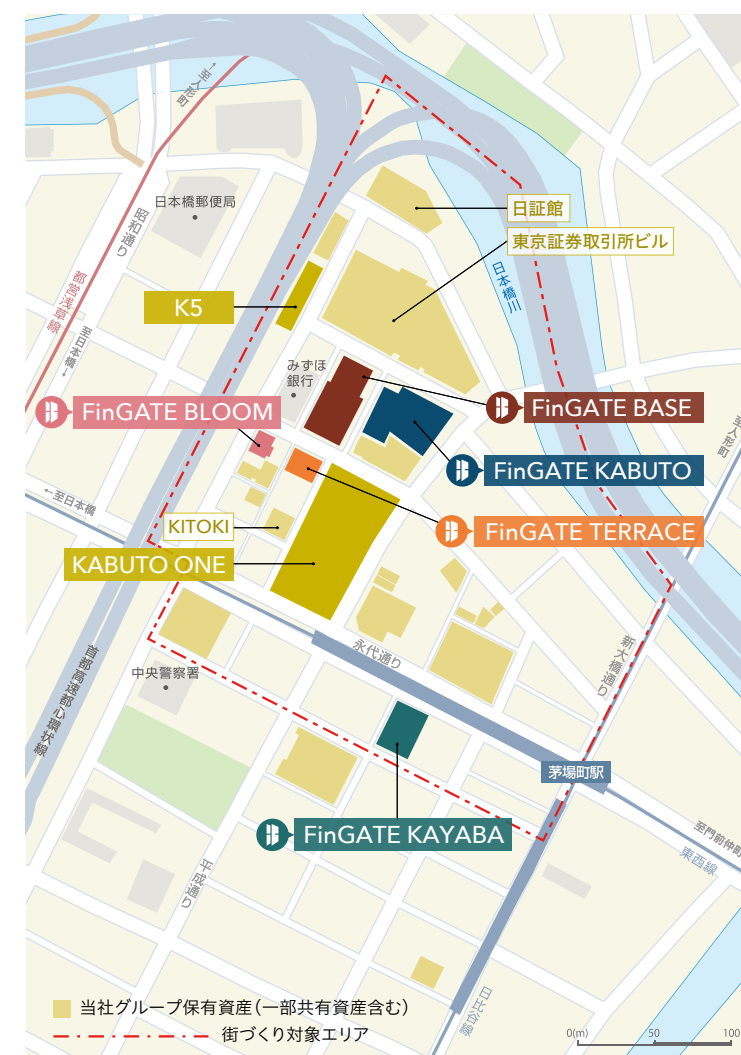 ←至人形町
日本橋郵便局
昭和通り
日証館
東京証券取引所ビル
日本橋川
都営浅草線
K5
至日本橋→
みずほ
銀行
FinGATE BLOOM
FinGATE BASE
至人形町
FinGATE KABUTO
←至日本橋
KITOKI
FinGATE TERRACE
KABUTO ONE
永代通り
新大橋通り
首都高速都心環状線
中央警察署
茅場町駅
FinGATE KAYABA
至門前仲町
東西線
平成通り
日比谷線
当社グループ保有資産(一部共有資産含む)
街づくり対象エリア
0(m) 50 100